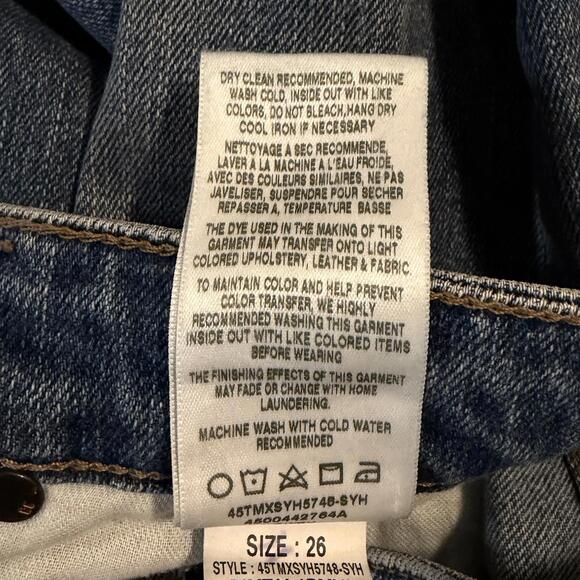 DRY CLEAN RECOMMENDED, MACHINE
WASH COLD, INSIDE OUT WITH LIKE
COLORS, DO NOT BLEACH,HANG DRY
COOL IRON IF NECESSARY
NETTOYAGE A SEC RECOMMENDE,
LAVER A LA MACHINE A L'EAU FROIDE,
AVEC DES COULEURS SIMILAIRES, NE PAS
JAVELISER, SUSPENDRE POUR SECHER
REPASSER A, TEMPERATURE BASSE
THE DYE USED IN THE MAKING OF THIS
GARMENT MAY TRANSFER ONTO LIGHT
COLORED UPHOLSTERY, LEATHER & FABRIC.
TO MAINTAIN COLOR AND HELP PREVENT
COLOR TRANSFER, WE HIGHLY
RECOMMENDED WASHING THIS GARMENT
INSIDE OUT WITH LIKE COLORED ITEMS
BEFORE WEARING
THE FINISHING EFFECTS OF THIS GARMENT
MAY FADE OR CHANGE WITH HOME
LAUNDERING.
MACHINE WASH WITH COLD WATER
RECOMMENDED
45TMXSYH5748-SYH
4500442764A
SIZE : 26
STYLE : 45TMXSYH5748-SYH